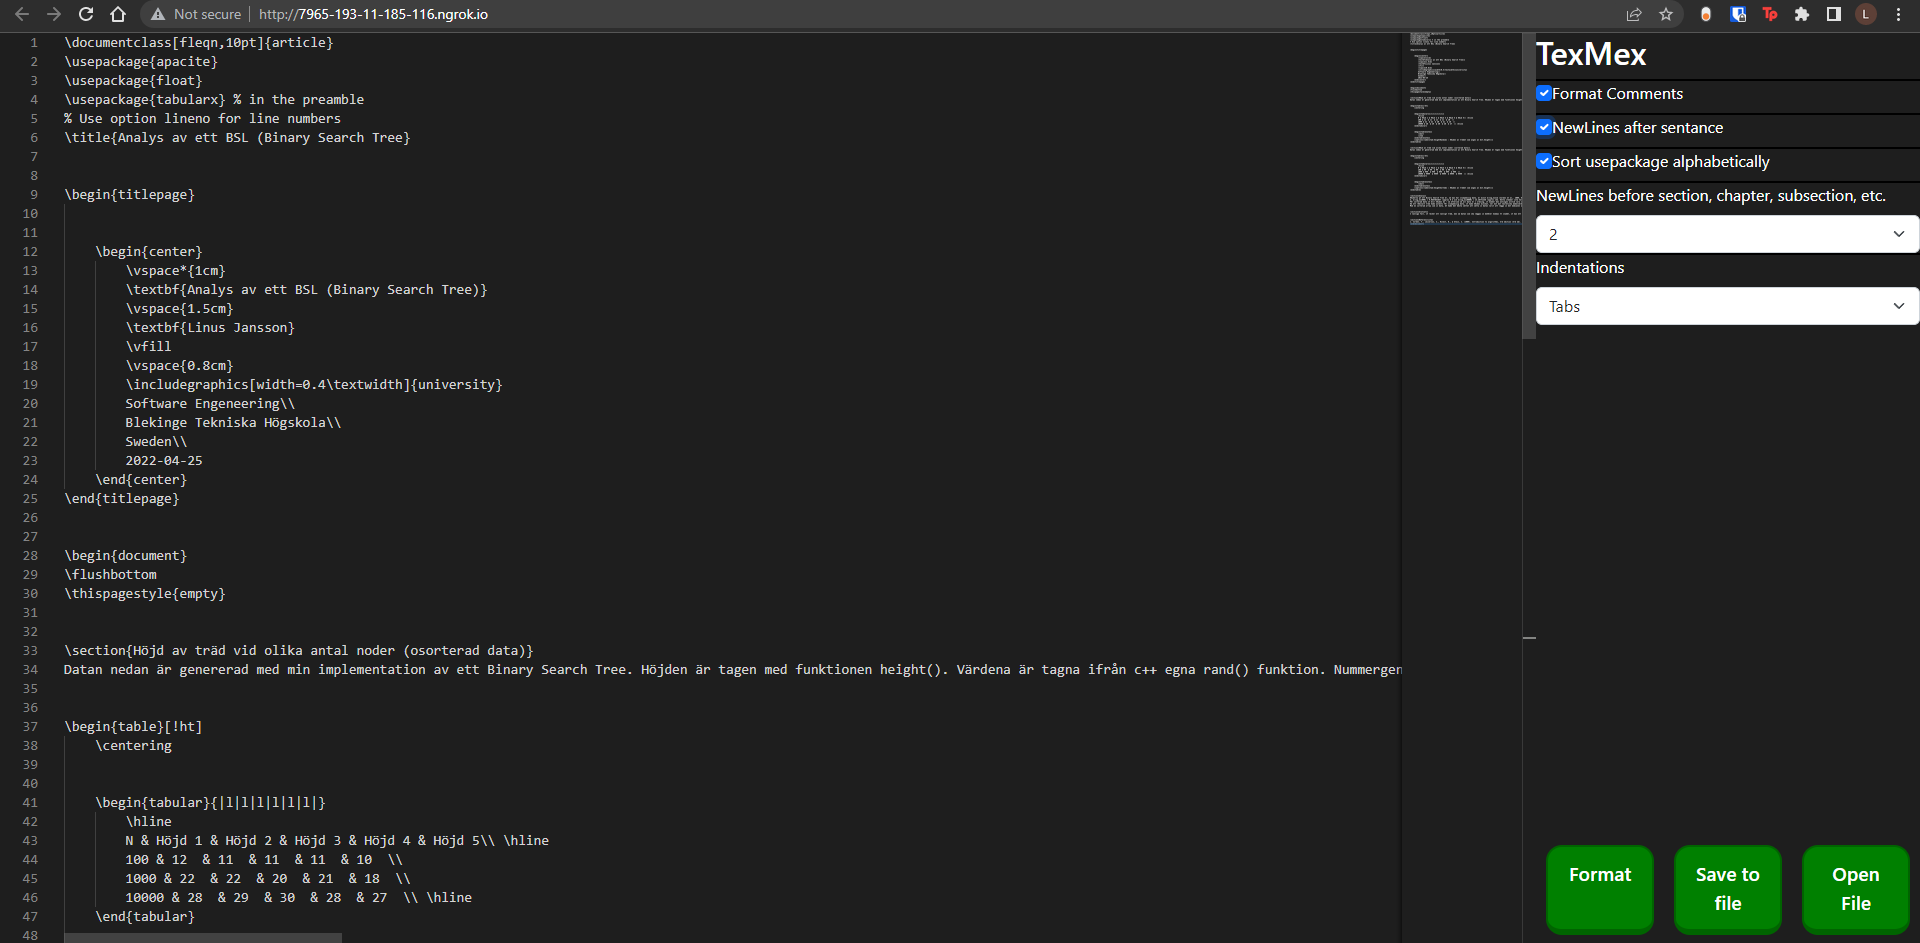 Not secure
http://7965-193-11-185-116.ngrok.io
Tp
L
1 \documentclass[fleqn,10pt]{article}
2 \usepackage{apacite}
3 \usepackage{float}
4 \usepackage{tabularx} % in the preamble
5 % Use option lineno for line numbers
6 \title{Analys av ett BSL (Binary Search Tree}
7
8
9 \begin{titlepage}
10
11
12 \begin{center}
13 \vspace*{1cm}
14 \textbf{Analys av ett BSL (Binary Search Tree)}
15 \vspace{1.5cm}
16 \textbf{Linus Jansson}
17 \vfill
18 \vspace{0.8cm}
19 \includegraphics[width=0.4\textwidth]{university}
20 Software Engeneering\\
21 Blekinge Tekniska Högskola\\
22 Sweden\\
23 2022-04-25
24 \end{center}
25 \end{titlepage}
26
27
28 \begin{document}
29 \flushbottom
30 \thispagestyle{empty}
31
32
33 \section{Höjd av träd vid olika antal noder (osorterad data)}
34 Datan nedan är genererad med min implementation av ett Binary Search Tree. Höjden är tagen med funktionen height(). Värdena är tagna ifrån c++ egna rand() funktion. Nummergen
35
36
37 \begin{table}[!ht]
38 \centering
39
40
41 \begin{tabular}{|l|l|l|l|l|l|}
42 \hline
43 N & Höjd 1 & Höjd 2 & Höjd 3 & Höjd 4 & Höjd 5\\ \hline
44 100 & 12 & 11 & 11 & 11 & 10 \\
45 1000 & 22 & 22 & 20 & 21 & 18 \\
46 10000 & 28 & 29 & 30 & 28 & 27 \\ \hline
47 \end{tabular}
48
TexMex
Format Comments
NewLines after sentance
Sort usepackage alphabetically
NewLines before section, chapter, subsection, etc.
2
Indentations
Tabs
Format
Save to
file
Open
File